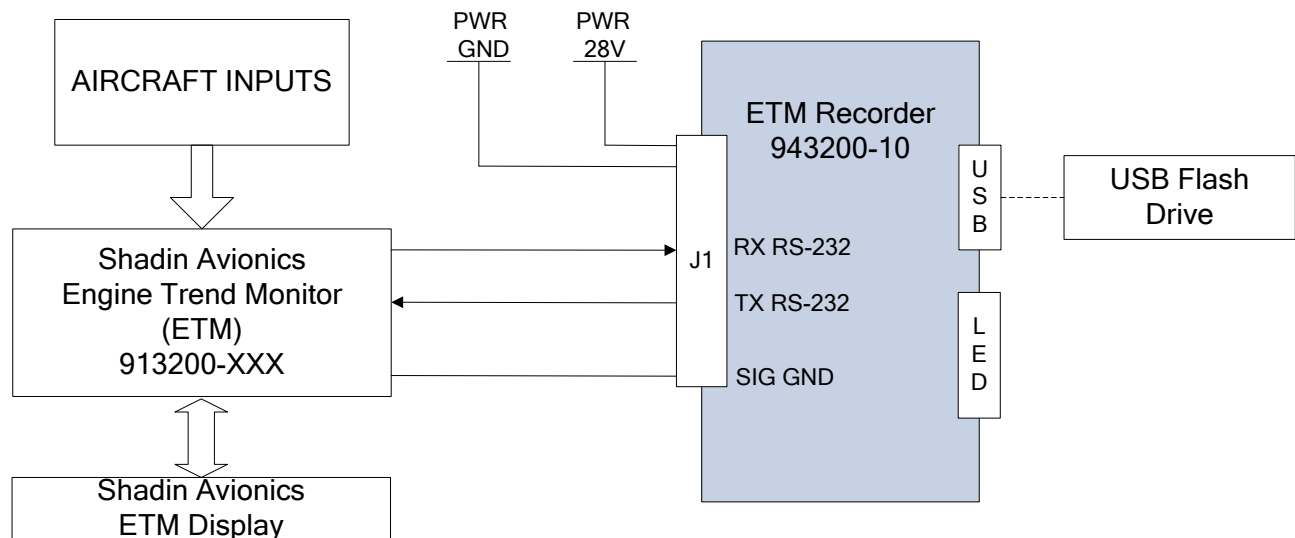 AIRCRAFT INPUTS
PWR
GND
PWR
28V
ETM Recorder
943200-10
U
S
B
USB Flash
Drive
Shadin Avionics
Engine Trend Monitor
(ETM)
913200-XXX
J1
RX RS-232
TX RS-232
SIG GND
L
E
D
Shadin Avionics
ETM Display